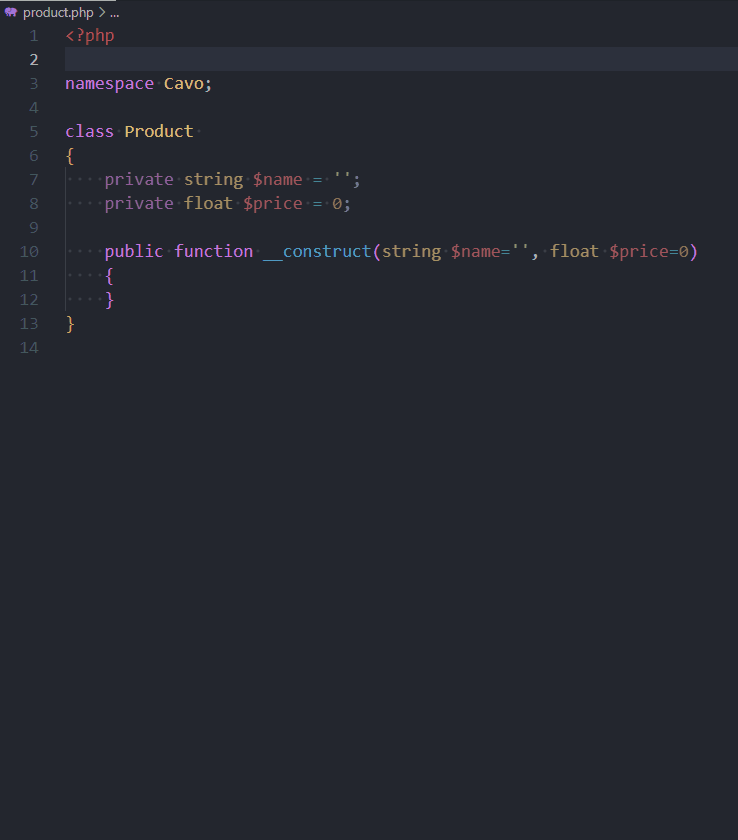 product.php > ...
1 <?php
2
3 namespace Cavo;
4
5 class Product
6 {
7     private string $name = '';
8     private float $price = 0;
9
10     public function __construct(string $name='', float $price=0)
11     {
12     }
13 }
14